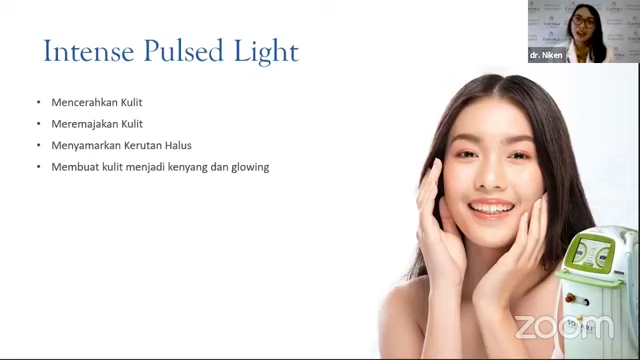 Intense Pulsed Light
dr. Niken
• Mencerahkan Kulit
• Meremajakan Kulit
• Menyamarkan Kerutan Halus
• Membuat kulit menjadi kenyang dan glowing
zoom